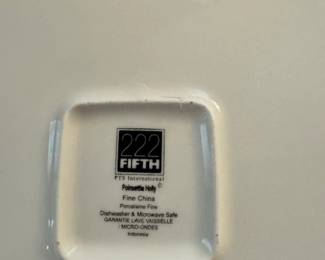 222
FIFTH
PTS International
Poinsettia Holly ©
Fine China
Porcelaine Fine
Dishwasher & Microwave Safe
GARANTIE LAVE VAISSELLE
/ MICRO-ONDES
Indonesia